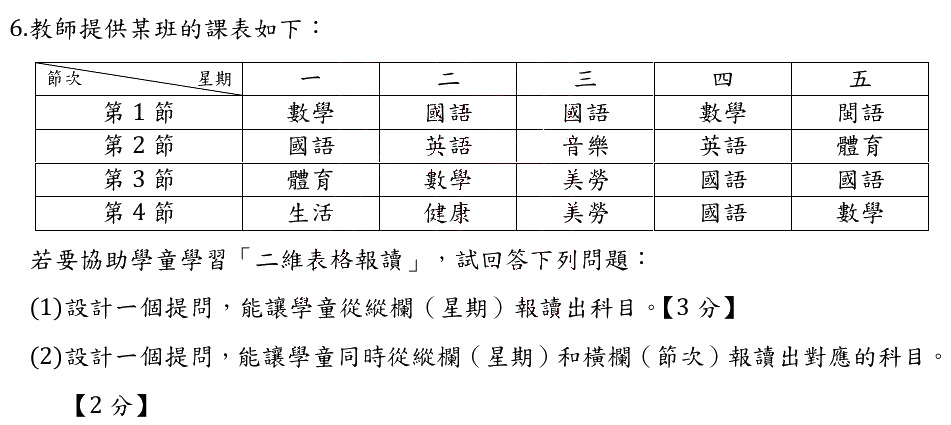 6.教師提供某班的課表如下：
節次 星期 一 二 三 四 五
第 1 節 數學 國語 國語 數學 閩語
第 2 節 國語 英語 音樂 英語 體育
第 3 節 體育 數學 美勞 國語 國語
第 4 節 生活 健康 美勞 國語 數學
若要協助學童學習「二維表格報讀」，試回答下列問題：
(1)設計一個提問，能讓學童從縱欄（星期）報讀出科目。【3 分】
(2)設計一個提問，能讓學童同時從縱欄（星期）和橫欄（節次）報讀出對應的科目。
【2 分】